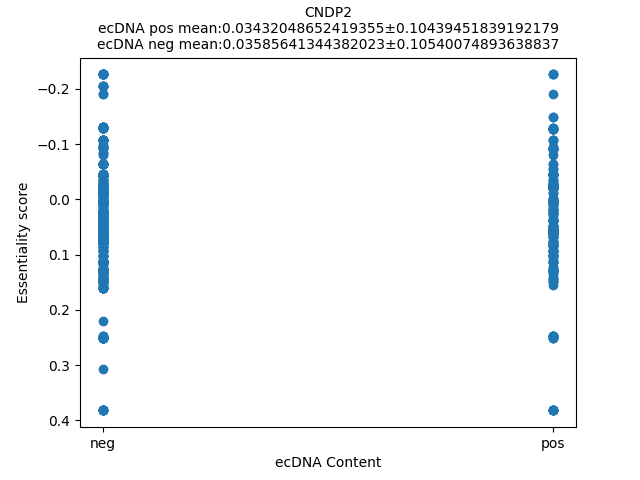 CNDP2
ecDNA pos mean:0.03432048652419355±0.10439451839192179
ecDNA neg mean:0.03585641344382023±0.10540074893638837
−0.2
−0.1
0.0
0.1
0.2
0.3
0.4
Essentiality score
neg
pos
ecDNA Content